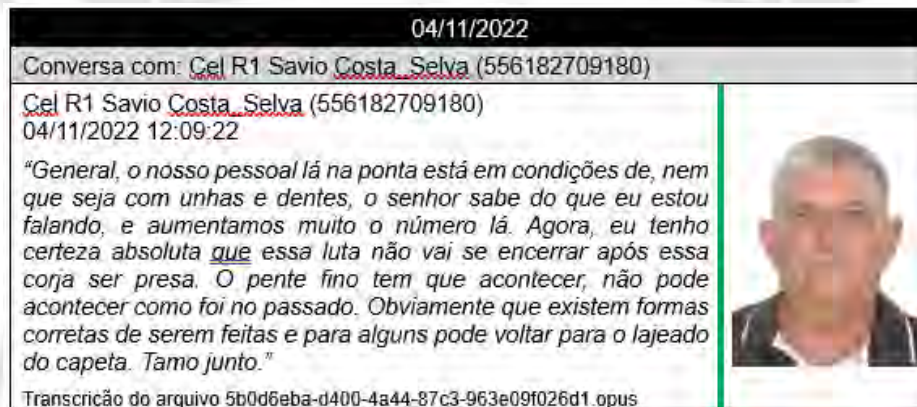 04/11/2022
Conversa com: Cel R1 Savio Costa_Selva (556182709180)
Cel R1 Savio Costa_Selva (556182709180)
04/11/2022 12:09:22
“General, o nosso pessoal lá na ponta está em condições de, nem
que seja com unhas e dentes, o senhor sabe do que eu estou
falando, e aumentamos muito o número lá. Agora, eu tenho
certeza absoluta que essa luta não vai se encerrar após essa
corja ser presa. O pente fino tem que acontecer, não pode
acontecer como foi no passado. Obviamente que existem formas
corretas de serem feitas e para alguns pode voltar para o lajeado
do capeta. Tamo junto.”
Transcrição do arquivo 5b0d6eba-d400-4a44-87c3-963e09f026d1.opus